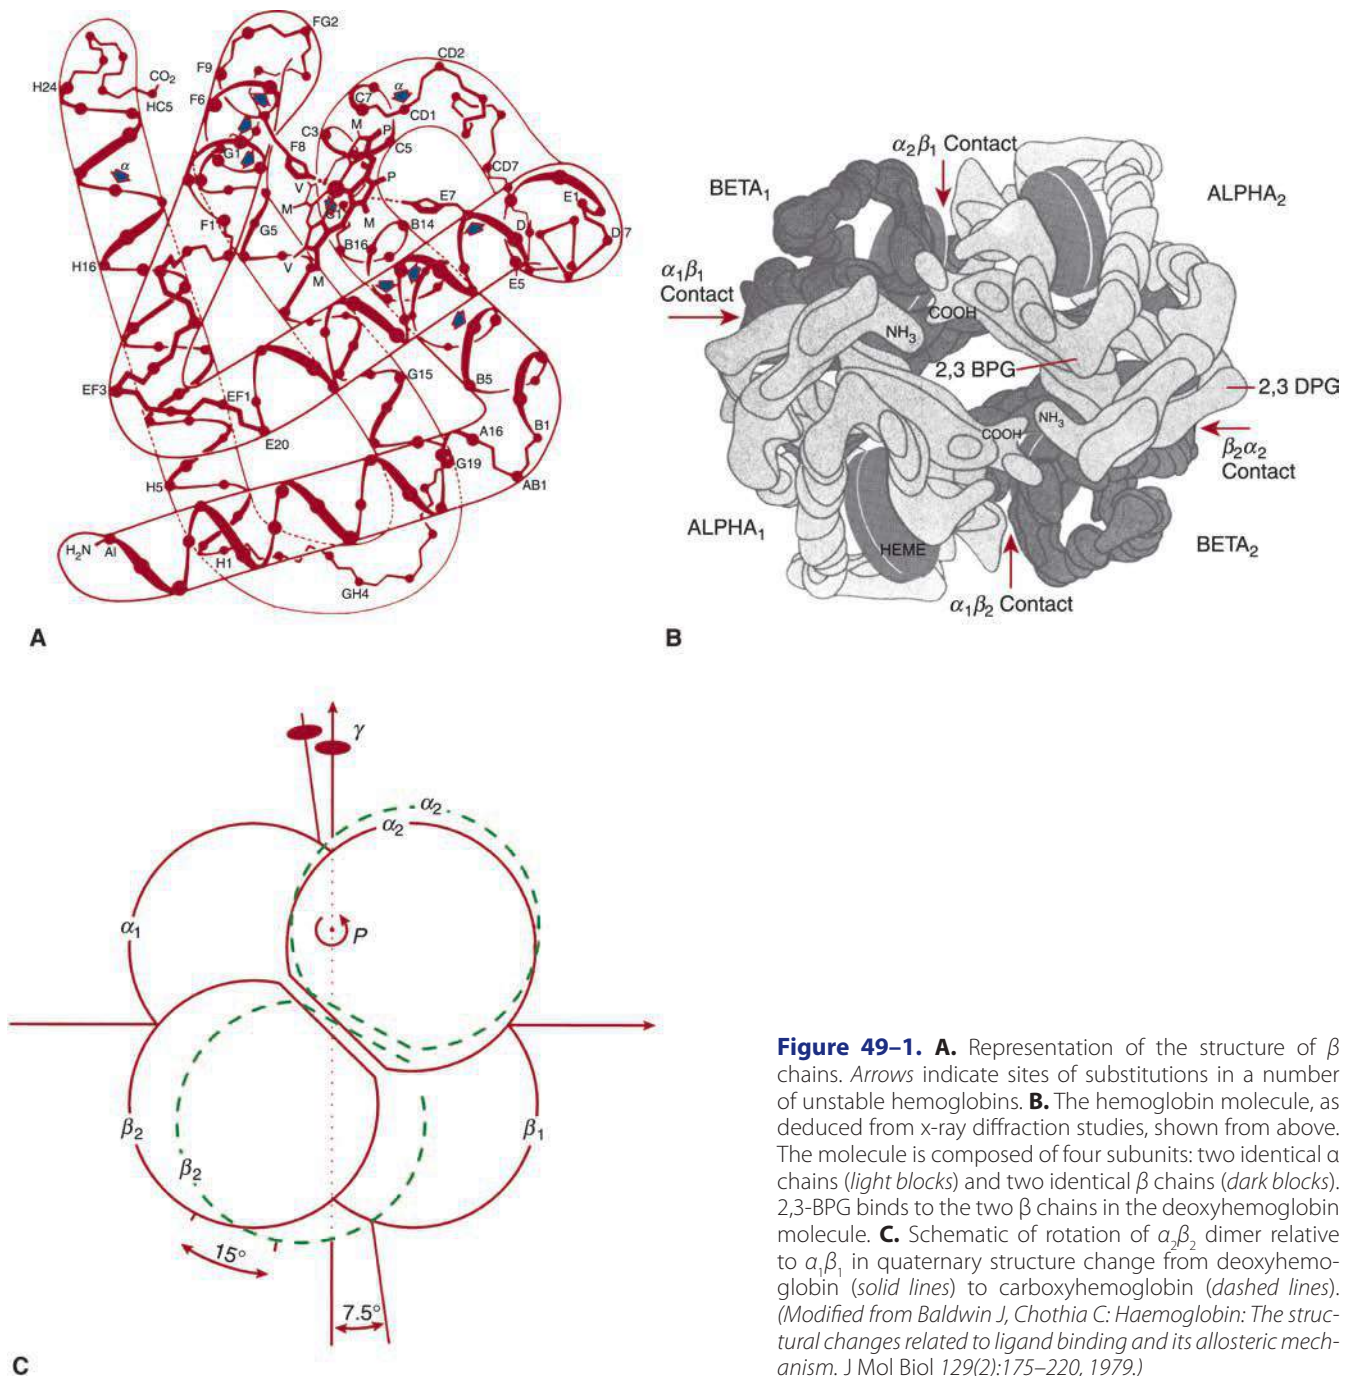 FG2
CD2
F9
CO₂
H24
HC5
F6
C7
α
CD1
M
P
C3
C5
F8
G1
CD7
α
V
P
E7
E1
M
M
F1
G5
B14
D7
B16
H16
V
M
E5
EF3
EF1
G15
B5
A16
B1
E20
G19
H5
AB1
H₂N
AI
H1
GH4
A
α₂β₁ Contact
BETA₁
ALPHA₂
α₁β₁
Contact
COOH
NH₃
2,3 BPG
2,3 DPG
NH₃
COOH
β₂α₂
Contact
ALPHA₁
HEME
BETA₂
α₁β₂ Contact
B
γ
α₂
α₂
α₁
P
β₂
β₁
β₂
15°
7.5°
C
Figure 49–1. A. Representation of the structure of β
chains. Arrows indicate sites of substitutions in a number
of unstable hemoglobins. B. The hemoglobin molecule, as
deduced from x-ray diffraction studies, shown from above.
The molecule is composed of four subunits: two identical α
chains (light blocks) and two identical β chains (dark blocks).
2,3-BPG binds to the two β chains in the deoxyhemoglobin
molecule. C. Schematic of rotation of α₂β₂ dimer relative
to α₁β₁ in quaternary structure change from deoxyhemo-
globin (solid lines) to carboxyhemoglobin (dashed lines).
(Modified from Baldwin J, Chothia C: Haemoglobin: The struc-
tural changes related to ligand binding and its allosteric mech-
anism. J Mol Biol 129(2):175–220, 1979.)